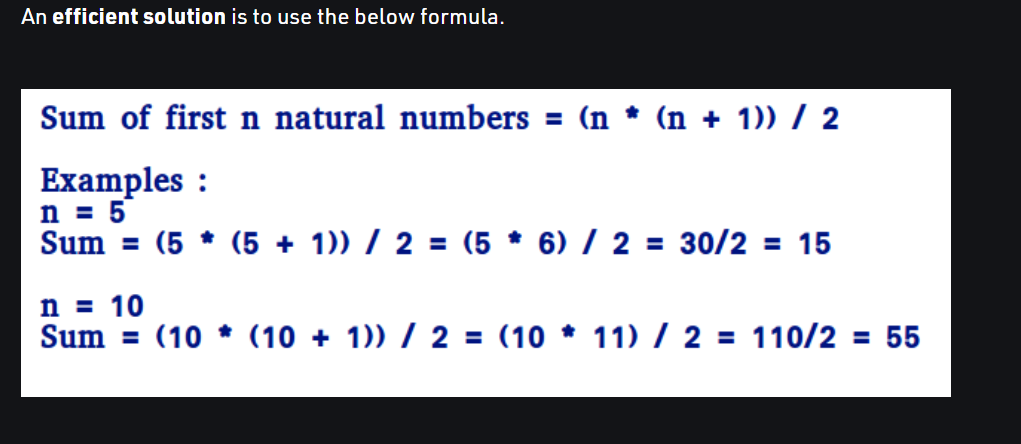 An efficient solution is to use the below formula.
Sum of first n natural numbers = (n * (n + 1)) / 2
Examples :
n = 5
Sum = (5 * (5 + 1)) / 2 = (5 * 6) / 2 = 30/2 = 15
n = 10
Sum = (10 * (10 + 1)) / 2 = (10 * 11) / 2 = 110/2 = 55